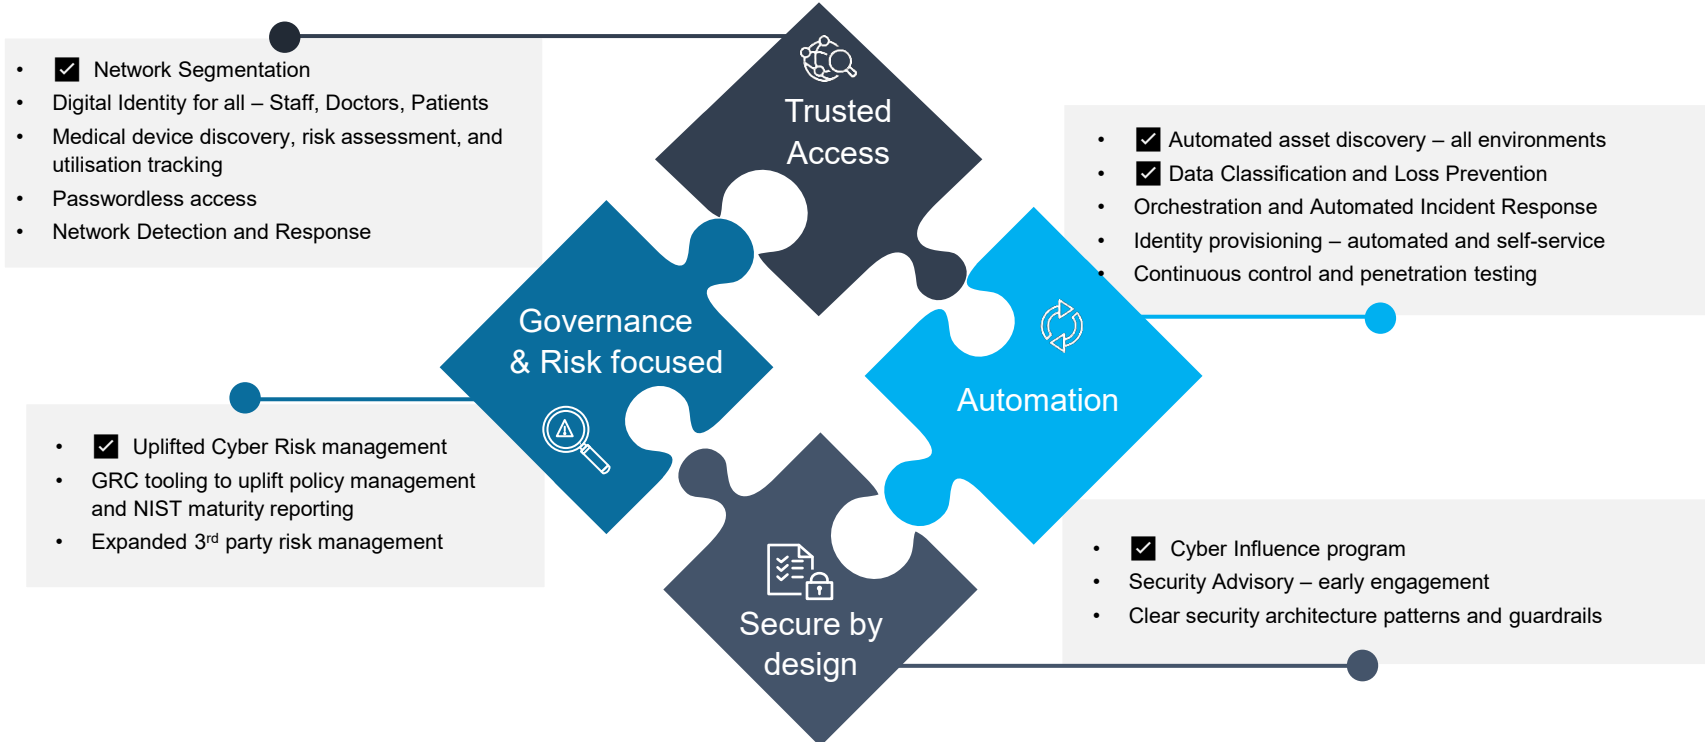 Trusted
Access
• ✅ Network Segmentation
• Digital Identity for all – Staff, Doctors, Patients
• Medical device discovery, risk assessment, and
utilisation tracking
• Passwordless access
• Network Detection and Response
• ✅ Automated asset discovery – all environments
• ✅ Data Classification and Loss Prevention
• Orchestration and Automated Incident Response
• Identity provisioning – automated and self-service
• Continuous control and penetration testing
Governance
& Risk focused
Automation
• ✅ Uplifted Cyber Risk management
• GRC tooling to uplift policy management
and NIST maturity reporting
• Expanded 3rd party risk management
Secure by
design
• ✅ Cyber Influence program
• Security Advisory – early engagement
• Clear security architecture patterns and guardrails